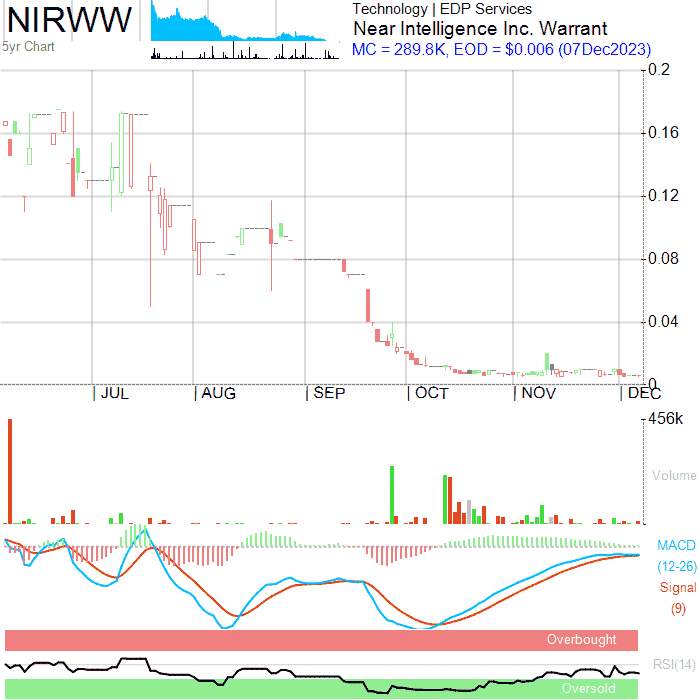 NIRWW
5yr Chart
Technology | EDP Services
Near Intelligence Inc. Warrant
MC = 289.8K, EOD = $0.006 (07Dec2023)
0.2
0.16
0.12
0.08
0.04
0
JUL AUG SEP OCT NOV DEC
456k
Volume
MACD
(12-26)
Signal
(9)
Overbought
RSI(14)
Oversold